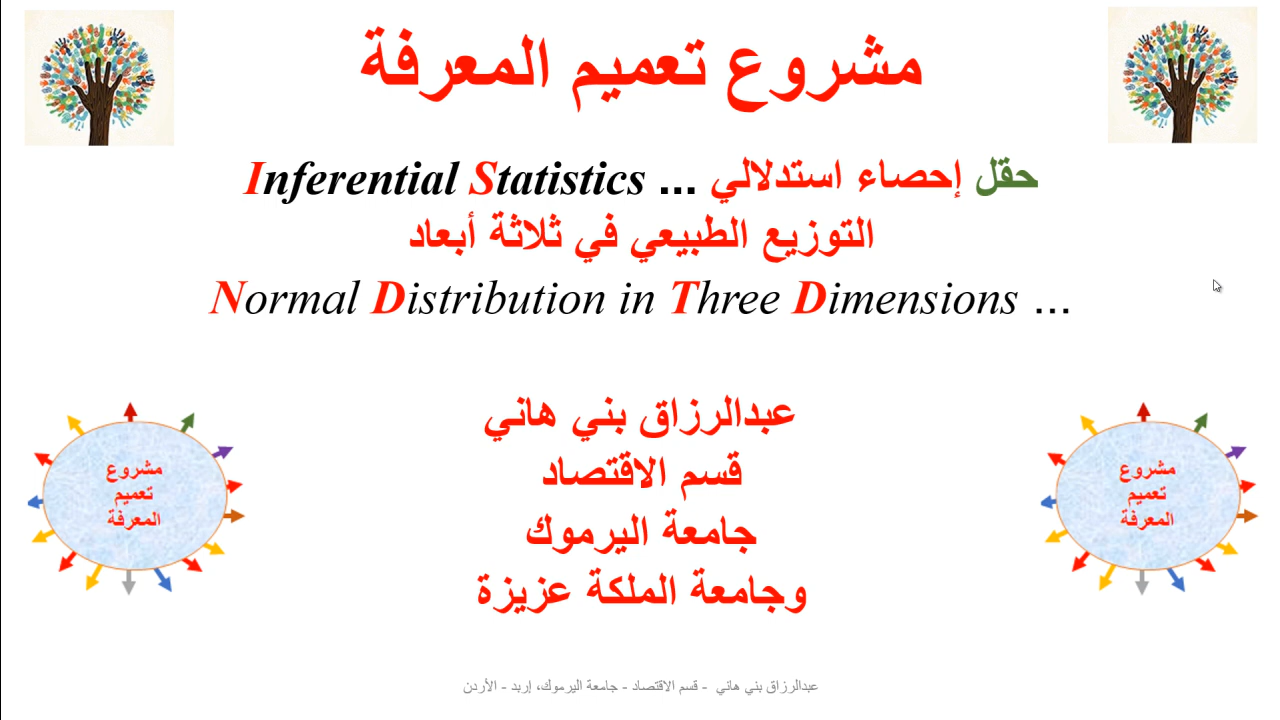 مشروع تعميم المعرفة
حقل إحصاء استدلالي ... Inferential Statistics
التوزيع الطبيعي في ثلاثة أبعاد
Normal Distribution in Three Dimensions ...
عبدالرزاق بني هاني
قسم الاقتصاد
جامعة اليرموك
وجامعة الملكة عزيزة
مشروع
تعميم
المعرفة
مشروع
تعميم
المعرفة
عبدالرزاق بني هاني - قسم الاقتصاد - جامعة اليرموك، إربد - الأردن